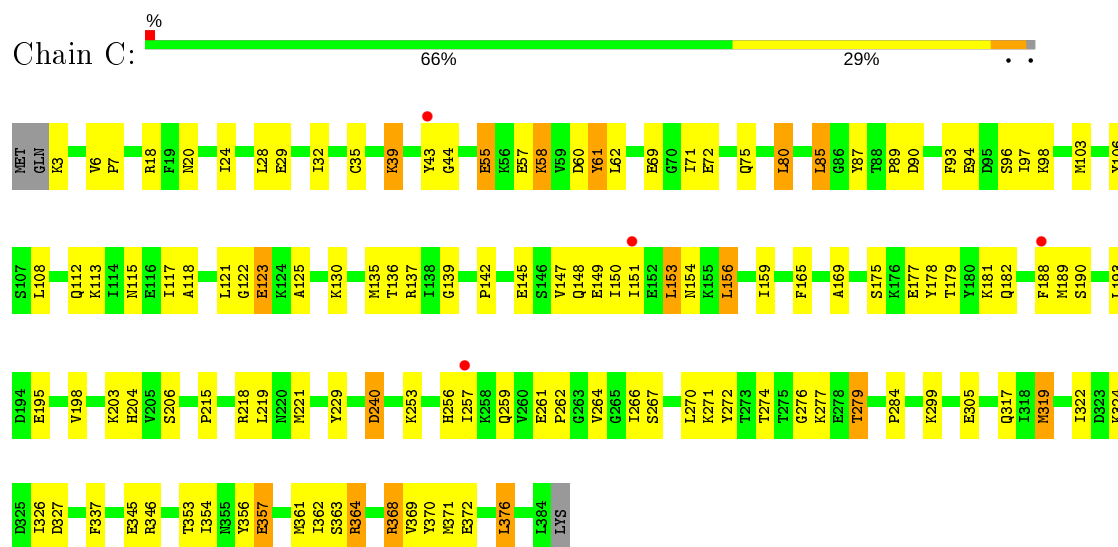 %
Chain C:
66% 29% . .
MET GLN K3 V6 P7 R18 F19 N20 I24 L28 E29 I32 C35 K39 Y43 G44 E55 K56 E57 K58 V59 D60 Y61 L62 E69 G70 I71 E72 Q75 L80 L85 G86 Y87 T88 P89 D90 F93 E94 D95 S96 I97 K98 M103 Y106
S107 L108 Q112 K113 I114 N115 E116 I117 A118 L121 G122 E123 K124 A125 K130 M135 T136 R137 I138 G139 P142 E145 S146 V147 Q148 E149 I150 I151 E152 L153 N154 K155 L156 I159 F165 A169 S175 K176 E177 Y178 T179 Y180 K181 Q182 F188 M189 S190 L193
D194 E195 V198 K203 H204 V205 S206 P215 R218 L219 N220 M221 Y229 D240 K253 H256 I257 K258 Q259 V260 E261 P262 G263 V264 G265 I266 S267 L270 K271 Y272 T273 T274 T275 G276 K277 E278 T279 P284 K299 E305 Q317 I318 M319 I322 D323 K324
D325 I326 D327 F337 E345 R346 T353 I354 N355 Y356 E357 M361 I362 S363 R364 R368 V369 Y370 M371 E372 L376 L384 LYS